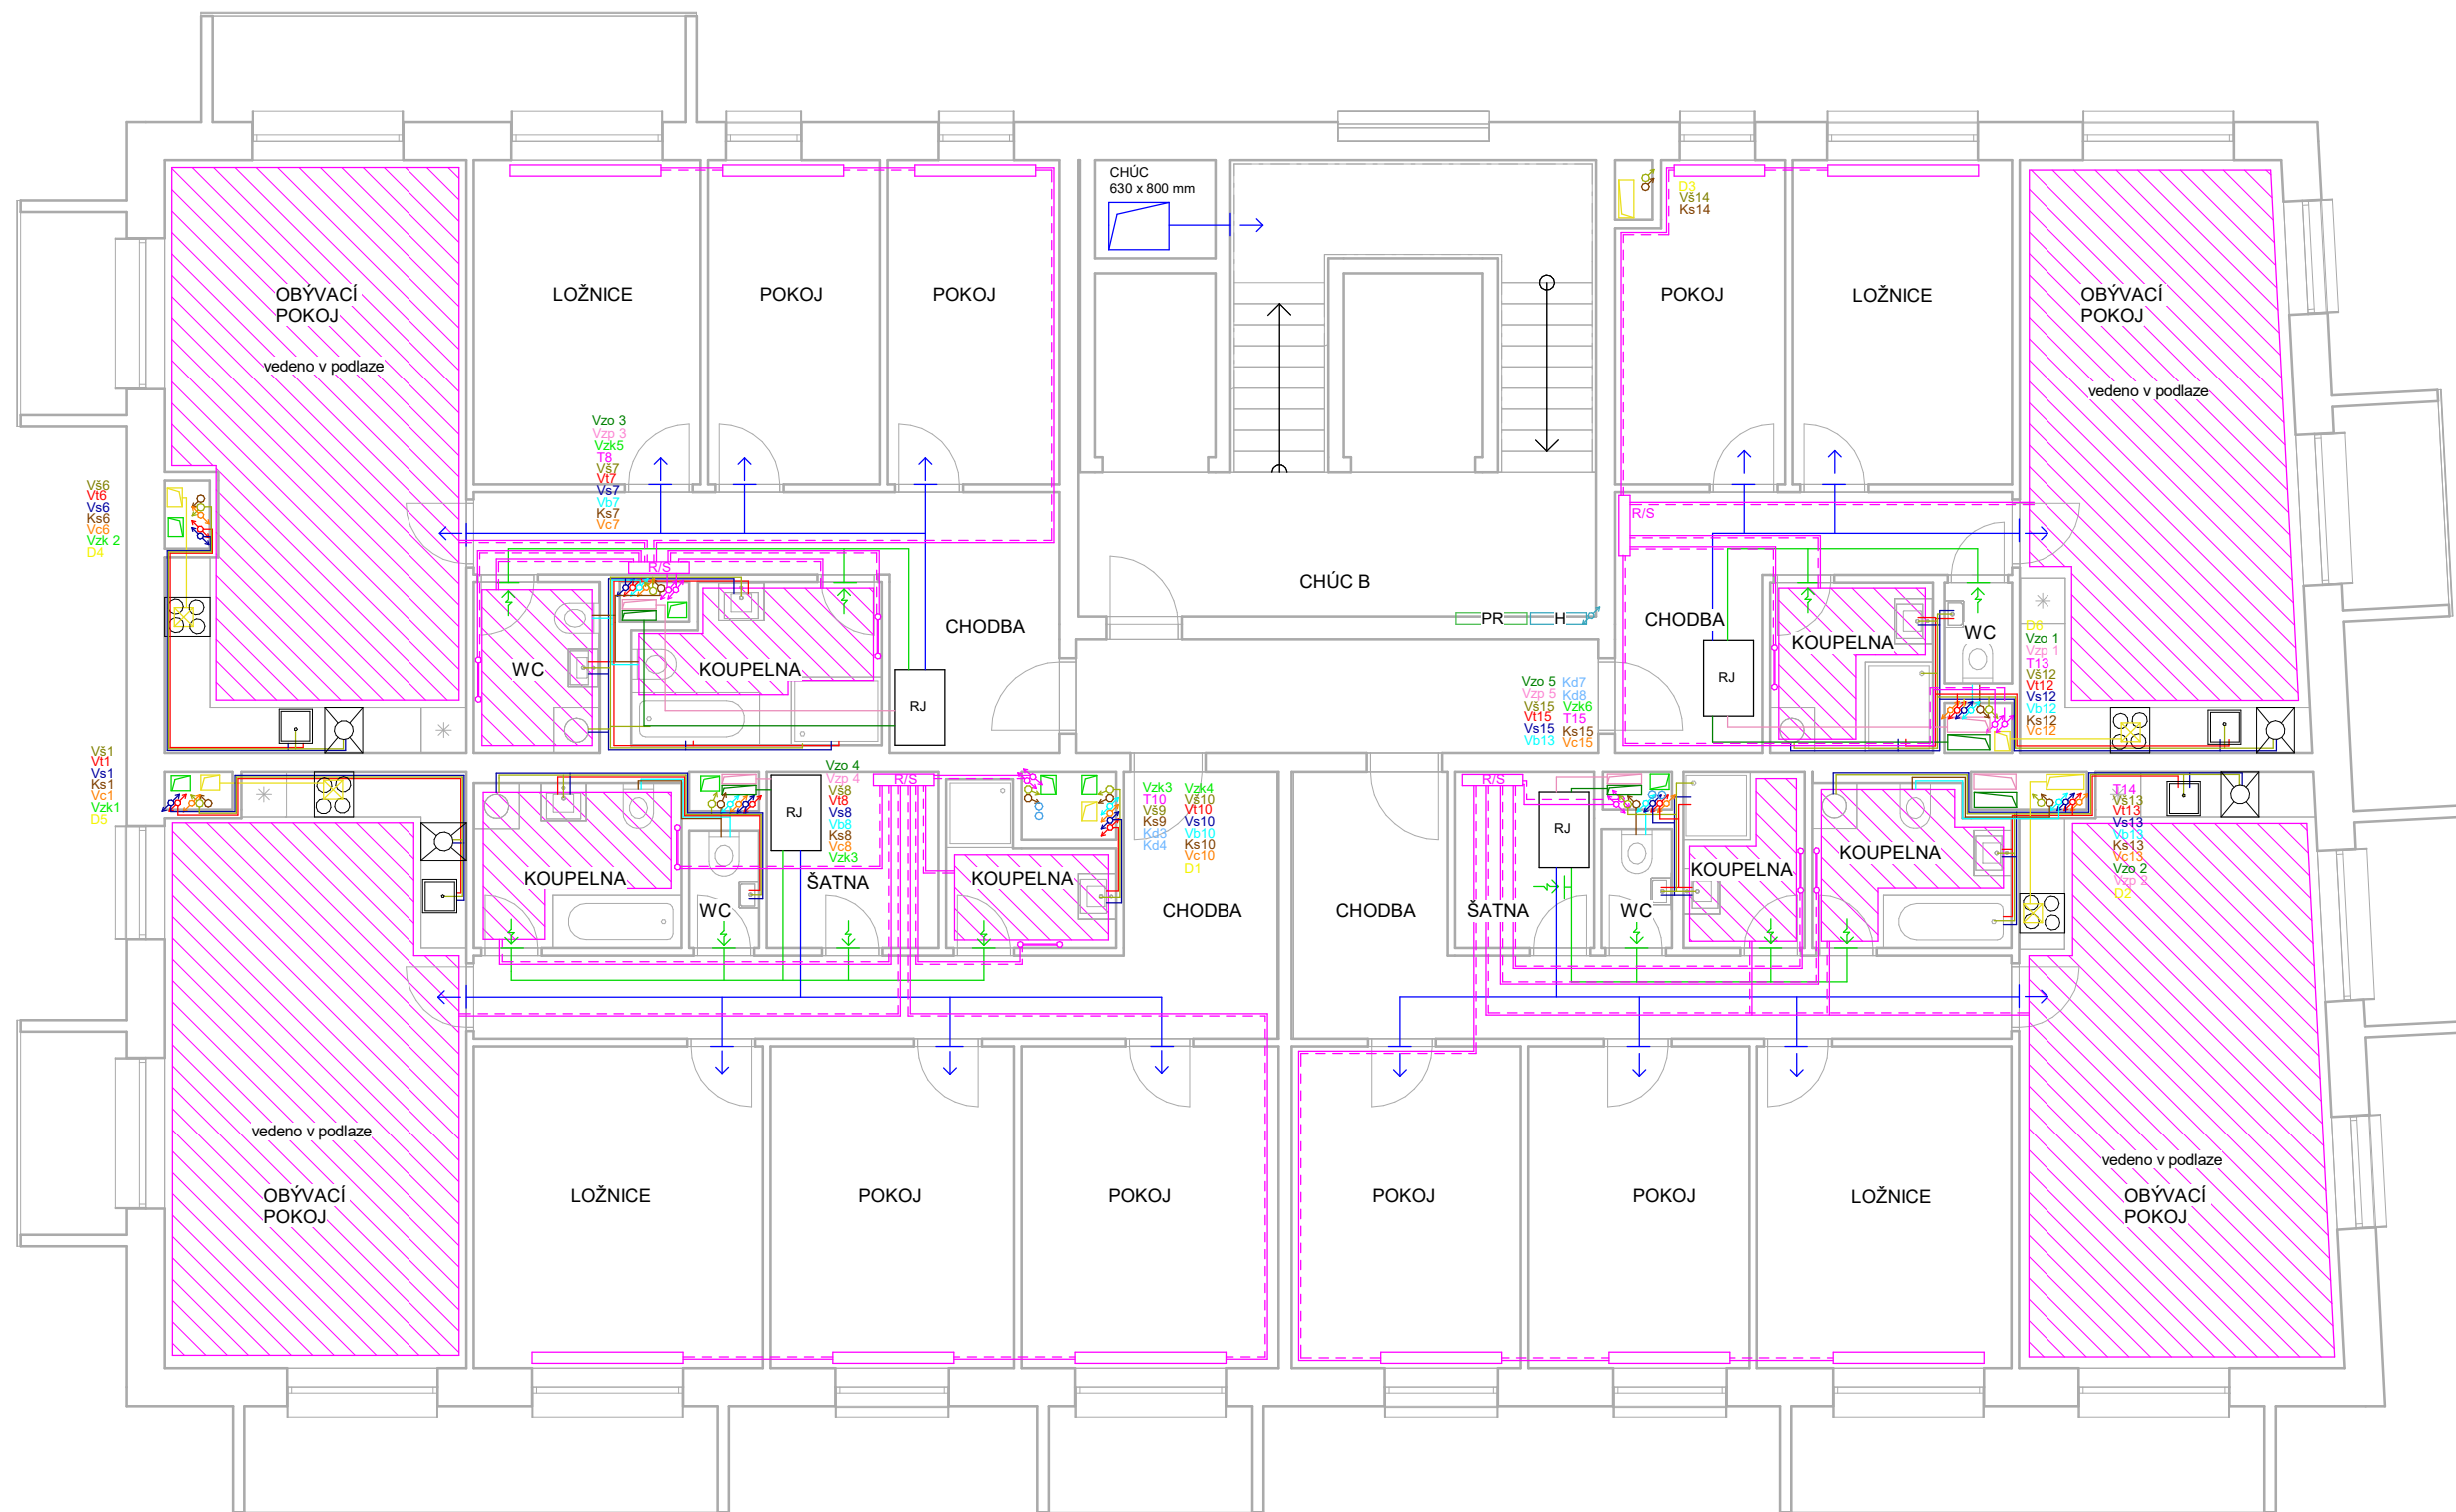 CHÚC
630 x 800 mm
D3
Vš14
Ks14
OBÝVACÍ
POKOJ
LOŽNICE
POKOJ
POKOJ
POKOJ
LOŽNICE
OBÝVACÍ
POKOJ
vedeno v podlaze
vedeno v podlaze
Vzo 3
Vzp 3
Vzk5
T8
Vš7
Vt7
Vs7
Vb7
Ks7
Vc7
Vš6
Vt6
Vs6
Ks6
Vc6
Vzk 2
D4
R/S
R/S
CHÚC B
PR
H
CHODBA
CHODBA
WC
KOUPELNA
KOUPELNA
WC
RJ
RJ
D6
Vzo 1
Vzp 1
T13
Vš12
Vt12
Vs12
Vb12
Ks12
Vc12
Vzo 5 Kd7
Vzp 5 Kd8
Vš15 Vzk6
Vt15 T15
Vs15 Ks15
Vb13 Vc15
Vš1
Vt1
Vs1
Ks1
Vc1
Vzk1
D5
Vzo 4
Vzp 4
Vš8
Vt8
Vs8
Vb8
Ks8
Vc8
Vzk3
RJ
R/S
Vzk3 Vzk4
T10 Vš10
Vš9 Vt10
Ks9 Vs10
Kd3 Vb10
Kd4 Ks10
Vc10
D1
R/S
RJ
T14
Vš13
Vt13
Vs13
Vb13
Ks13
Vc13
Vzo 2
Vzp 2
D2
KOUPELNA
WC
ŠATNA
KOUPELNA
CHODBA
CHODBA
ŠATNA
WC
KOUPELNA
KOUPELNA
vedeno v podlaze
vedeno v podlaze
OBÝVACÍ
POKOJ
LOŽNICE
POKOJ
POKOJ
POKOJ
POKOJ
LOŽNICE
OBÝVACÍ
POKOJ